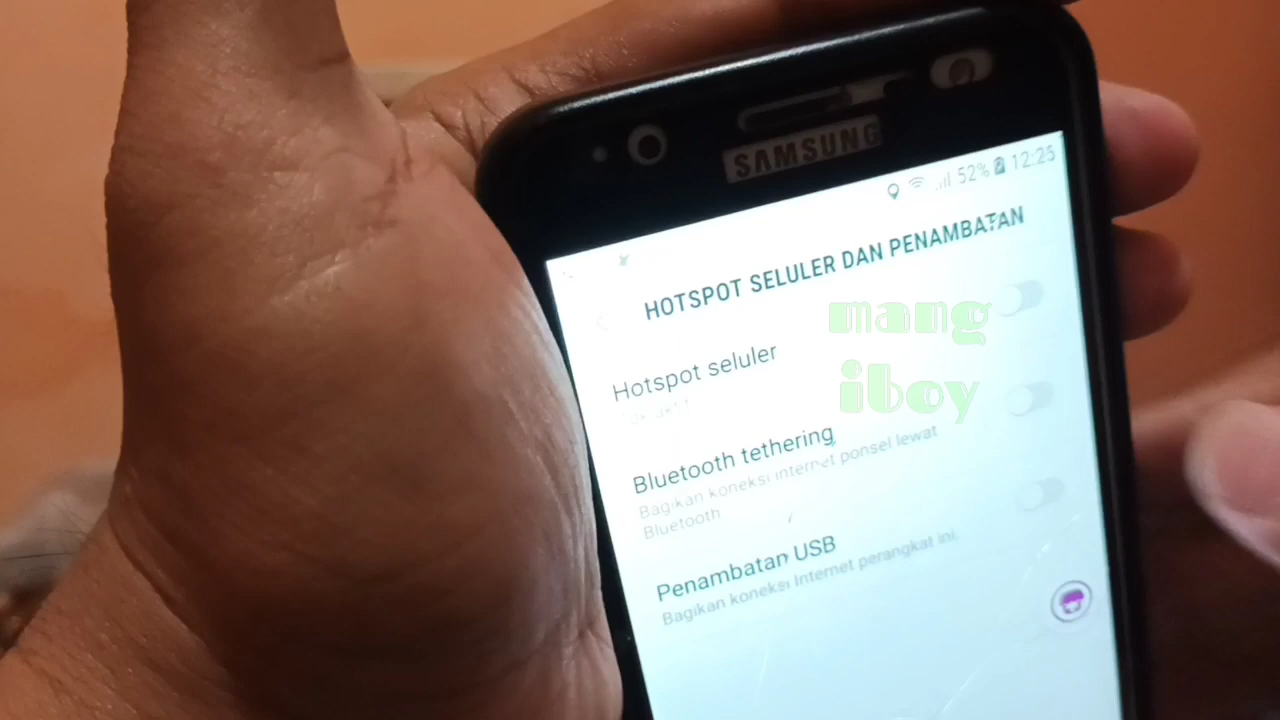 SAMSUNG
52% 12:25
HOTSPOT SELULER DAN PENAMBATAN
mang
iboy
Hotspot seluler
Bluetooth tethering
Bagikan koneksi internet ponsel lewat
Bluetooth
Penambatan USB
Bagikan koneksi Internet perangkat ini.